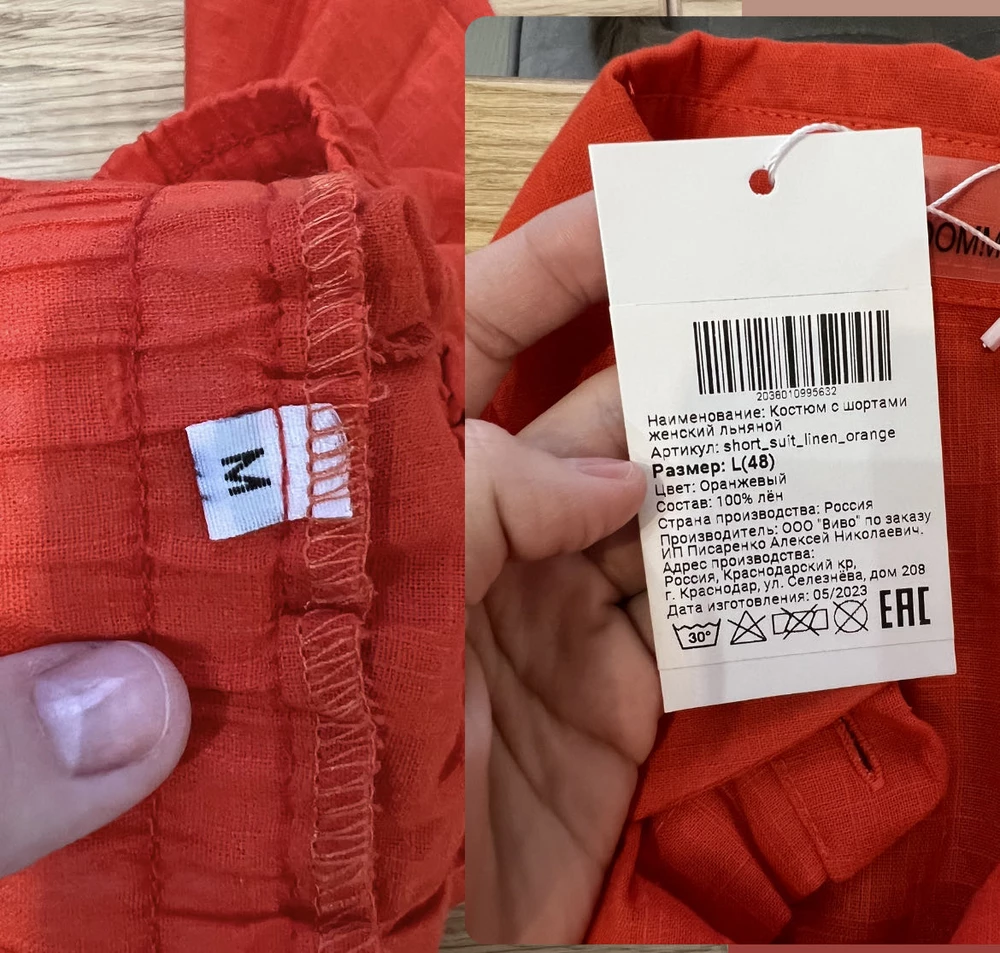 M
2038010995632
Наименование: Костюм с шортами
женский льняной
Артикул: short_suit_linen_orange
Размер: L(48)
Цвет: Оранжевый
Состав: 100% лён
Страна производства: Россия
Производитель: ООО "Виво" по заказу
ИП Писаренко Алексей Николаевич.
Адрес производства:
Россия, Краснодарский кр,
г. Краснодар, ул. Селезнёва, дом 208
Дата изготовления: 05/2023
30°
EAC